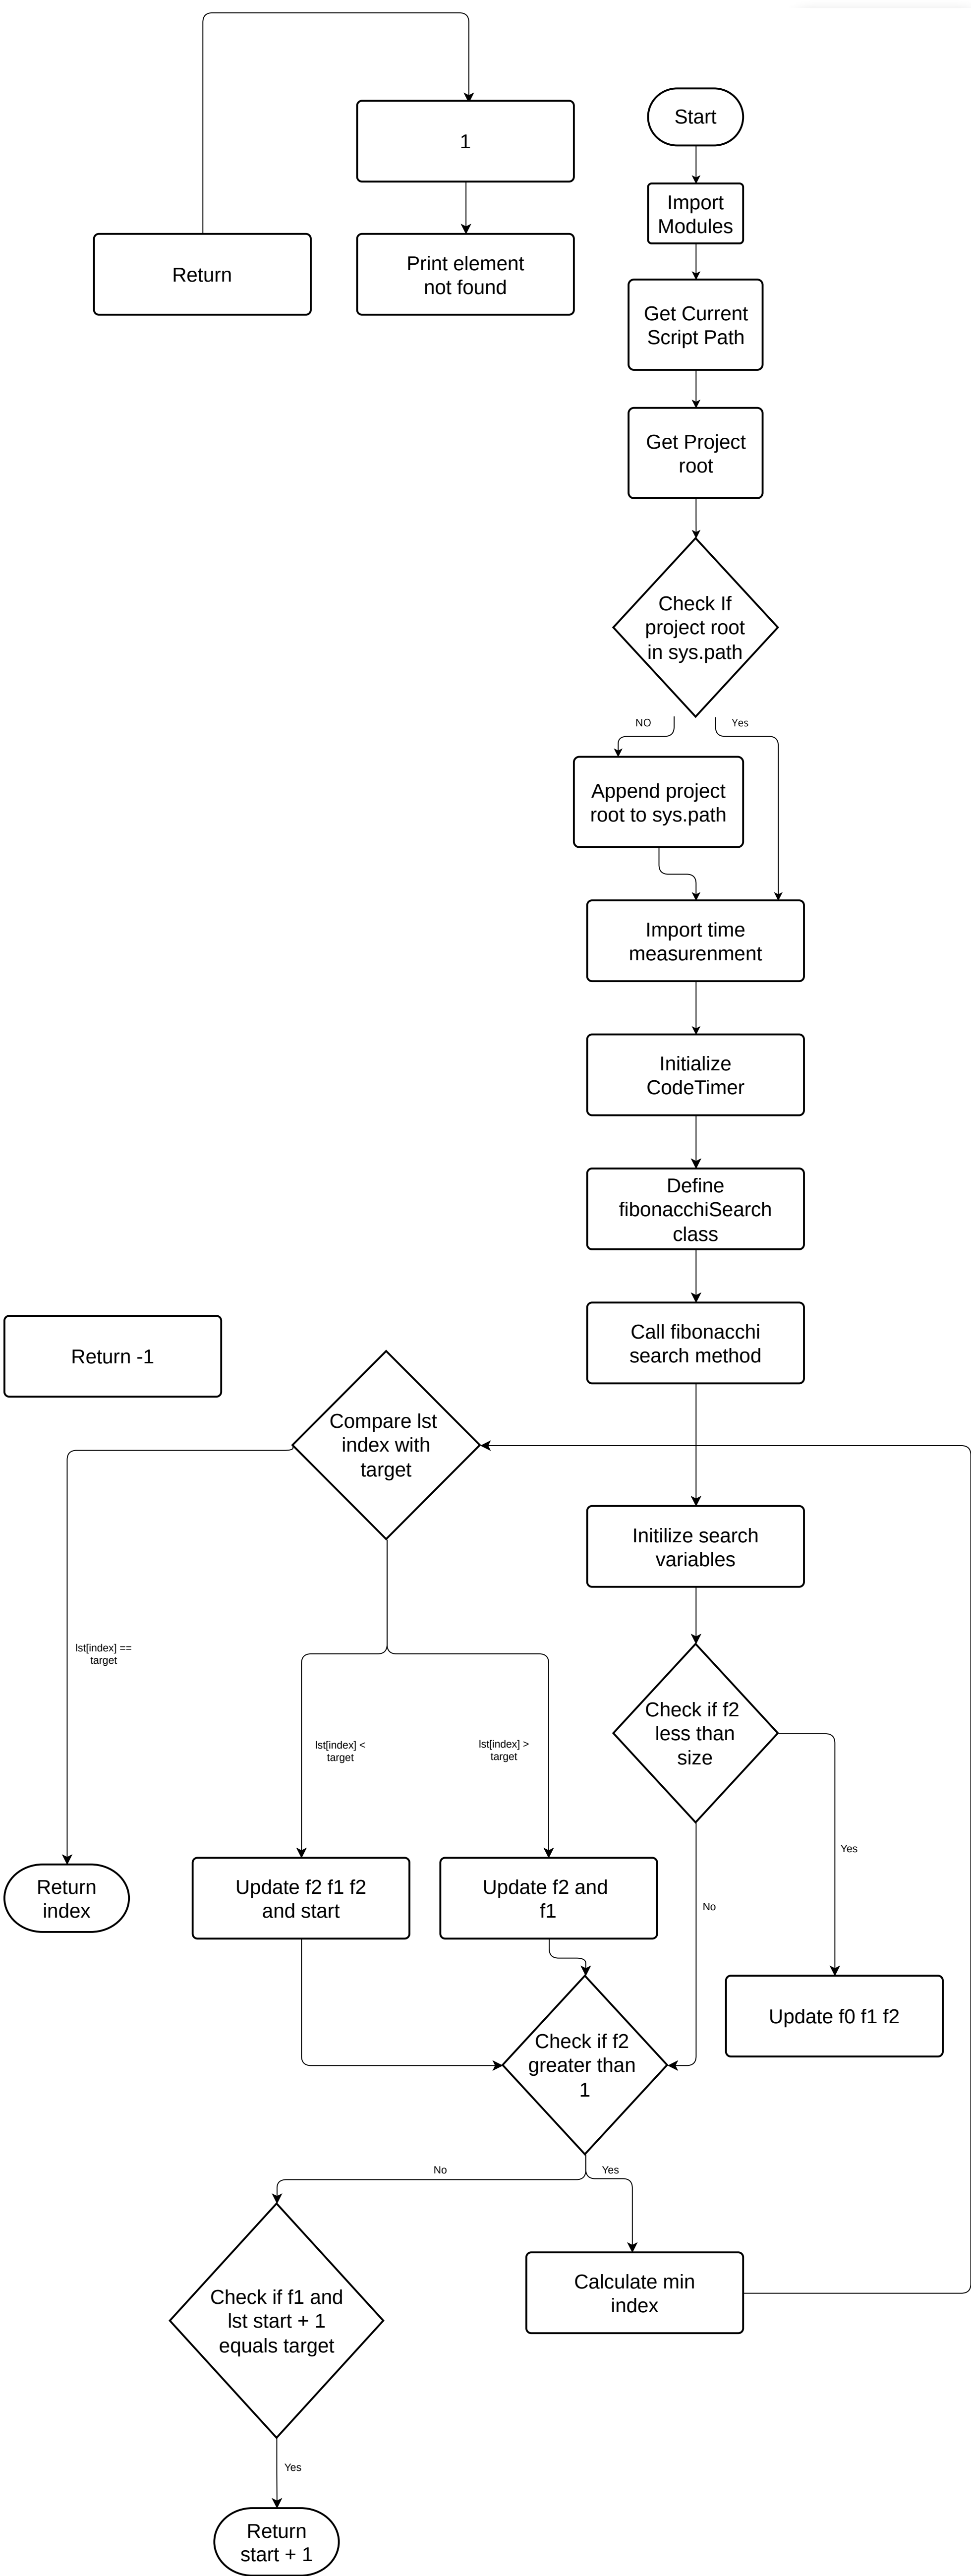 1
Start
Import
Modules
Return
Print element
not found
Get Current
Script Path
Get Project
root
Check If
project root
in sys.path
NO
Yes
Append project
root to sys.path
Import time
measurenment
Initialize
CodeTimer
Define
fibonacchiSearch
class
Call fibonacchi
search method
Return -1
Compare lst
index with
target
Initilize search
variables
lst[index] ==
target
Check if f2
less than
size
lst[index] <
target
lst[index] >
target
Yes
Return
index
Update f2 f1 f2
and start
Update f2 and
f1
No
Update f0 f1 f2
Check if f2
greater than
1
No
Yes
Check if f1 and
lst start + 1
equals target
Calculate min
index
Yes
Return
start + 1